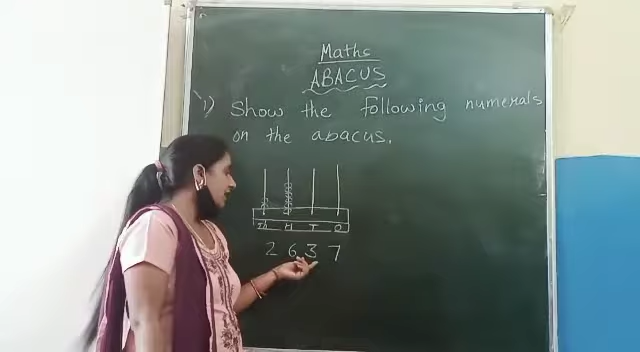 Maths
ABACUS
1) Show the following numerals
on the abacus.
Th H T O
2 6 3 7